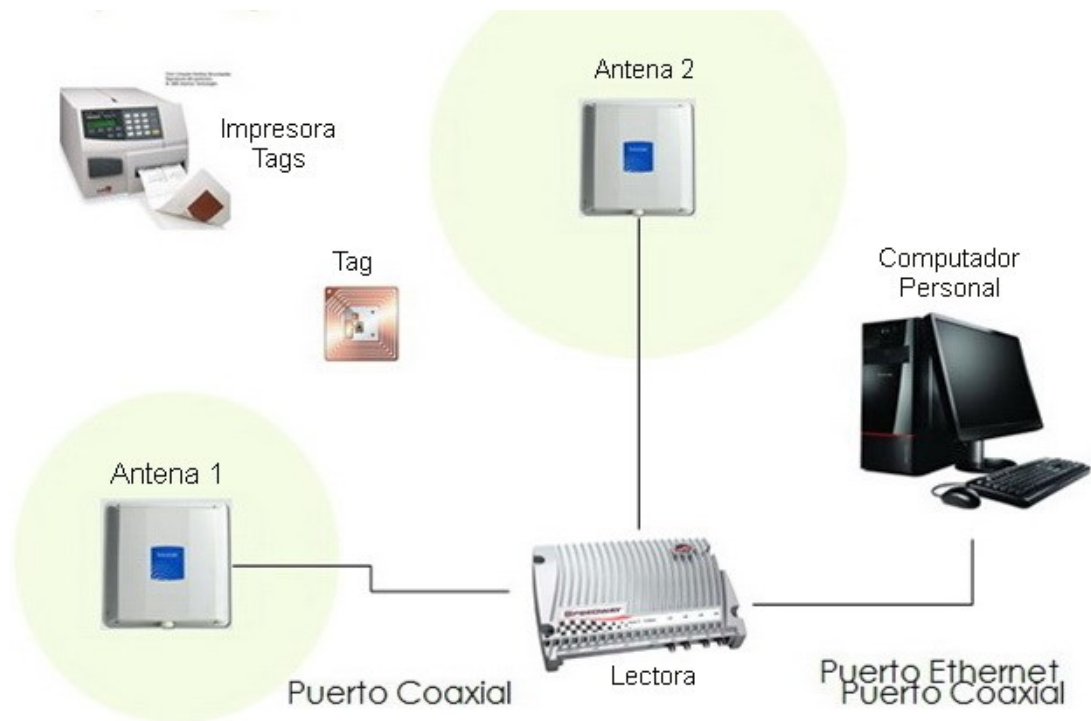 Antena 2
Impresora
Tags
Tag
Computador
Personal
Antena 1
Lectora
Puerto Coaxial
Puerto Ethernet
Puerto Coaxial